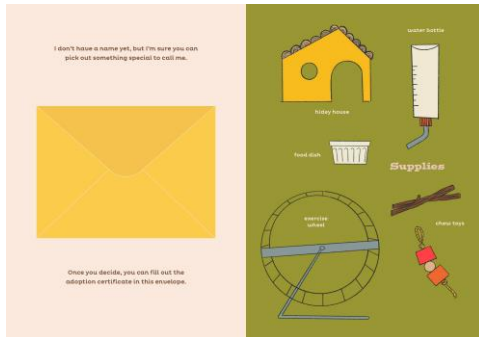 I don't have a name yet, but I'm sure you can
pick out something special to call me.
Once you decide, you can fill out the
adoption certificate in this envelope.
water bottle
hidey house
food dish
Supplies
chew toys
exercise
wheel